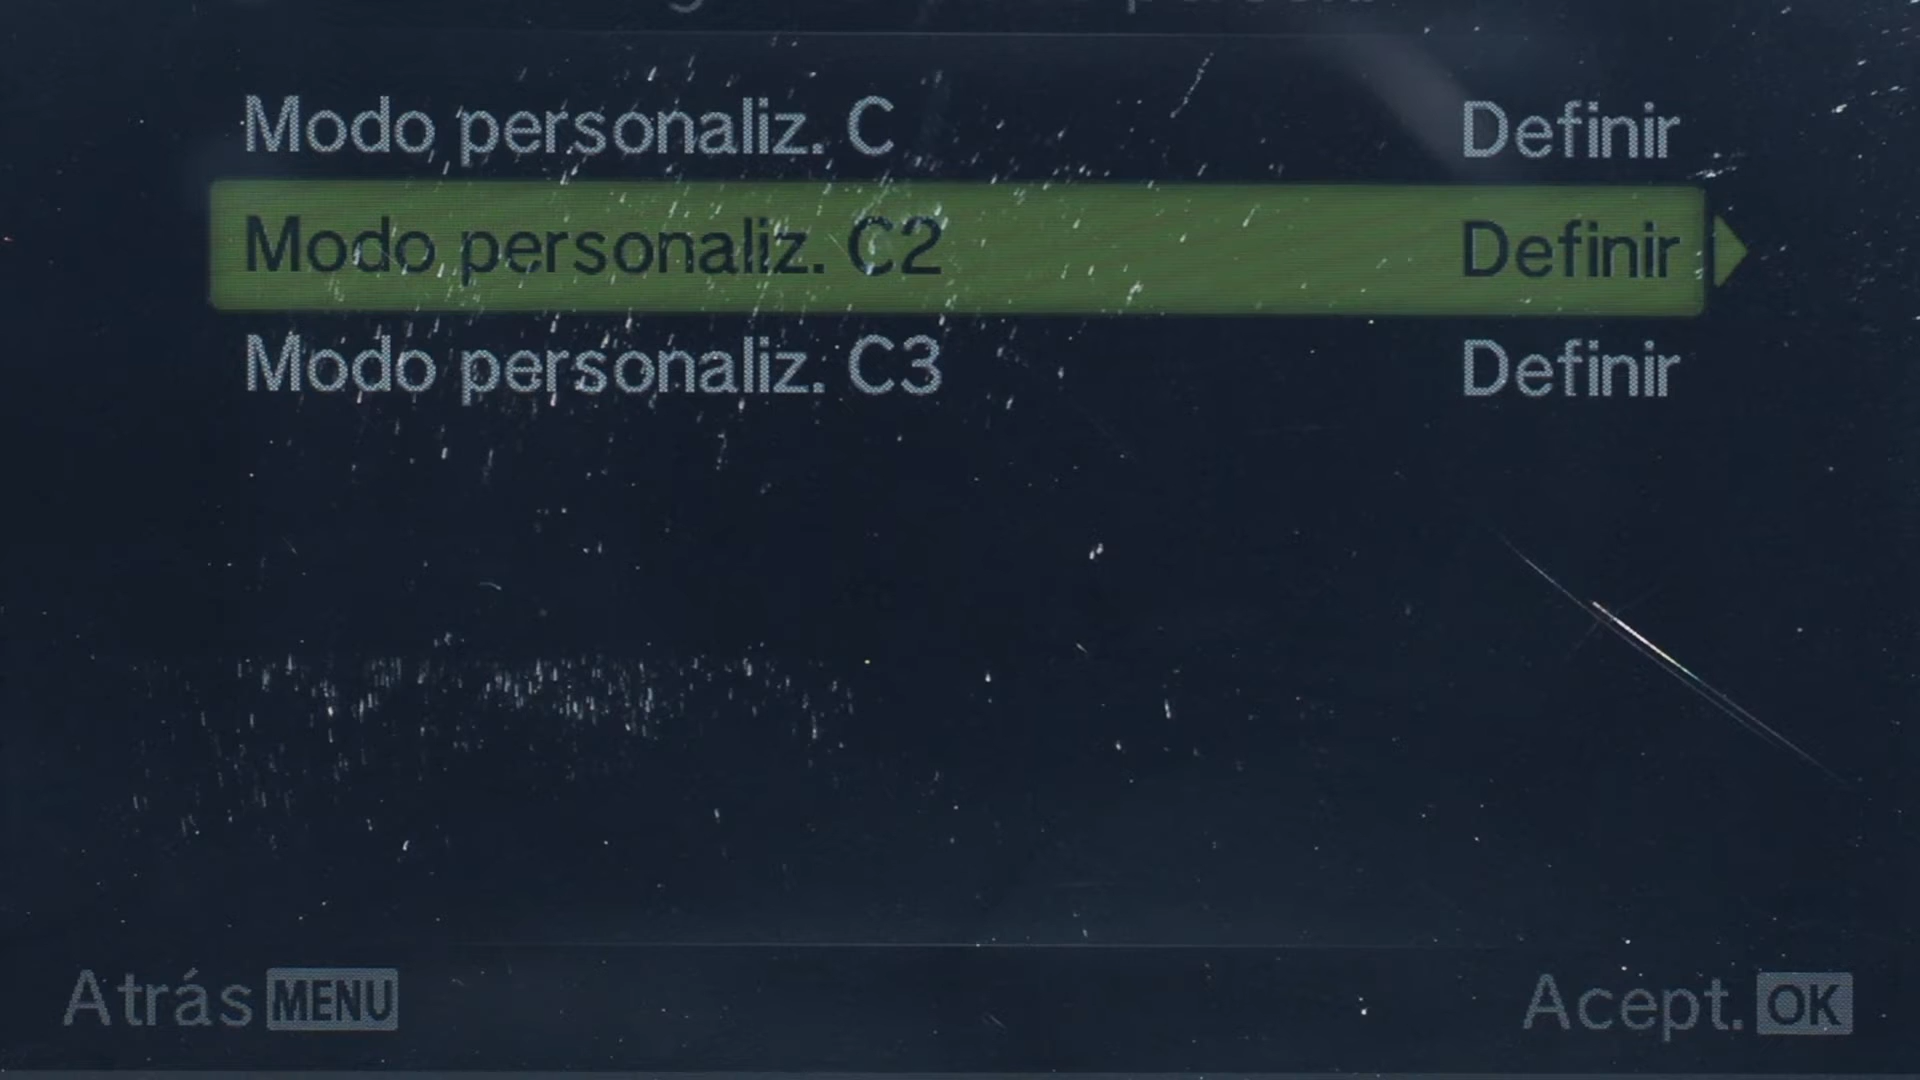 Modo personaliz. C Definir
Modo personaliz. C2 Definir
Modo personaliz. C3 Definir
Atrás MENU Acept. OK